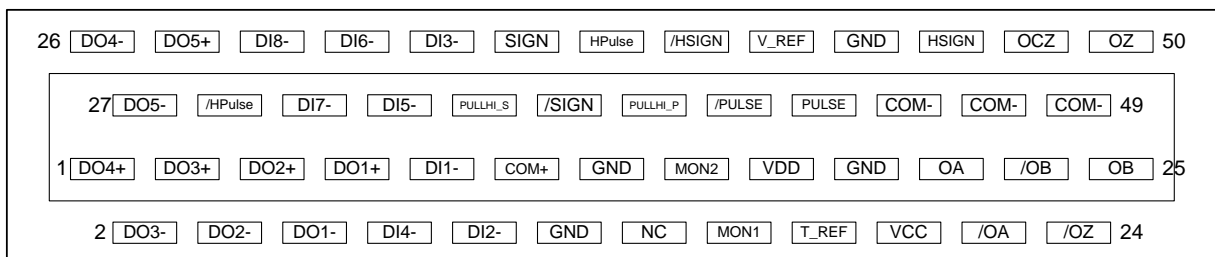 26 DO4- DO5+ DI8- DI6- DI3- SIGN HPulse /HSIGN V_REF GND HSIGN OCZ OZ 50
27 DO5- /HPulse DI7- DI5- PULLHI_S /SIGN PULLHI_P /PULSE PULSE COM- COM- COM- 49
1 DO4+ DO3+ DO2+ DO1+ DI1- COM+ GND MON2 VDD GND OA /OB OB 25
2 DO3- DO2- DO1- DI4- DI2- GND NC MON1 T_REF VCC /OA /OZ 24